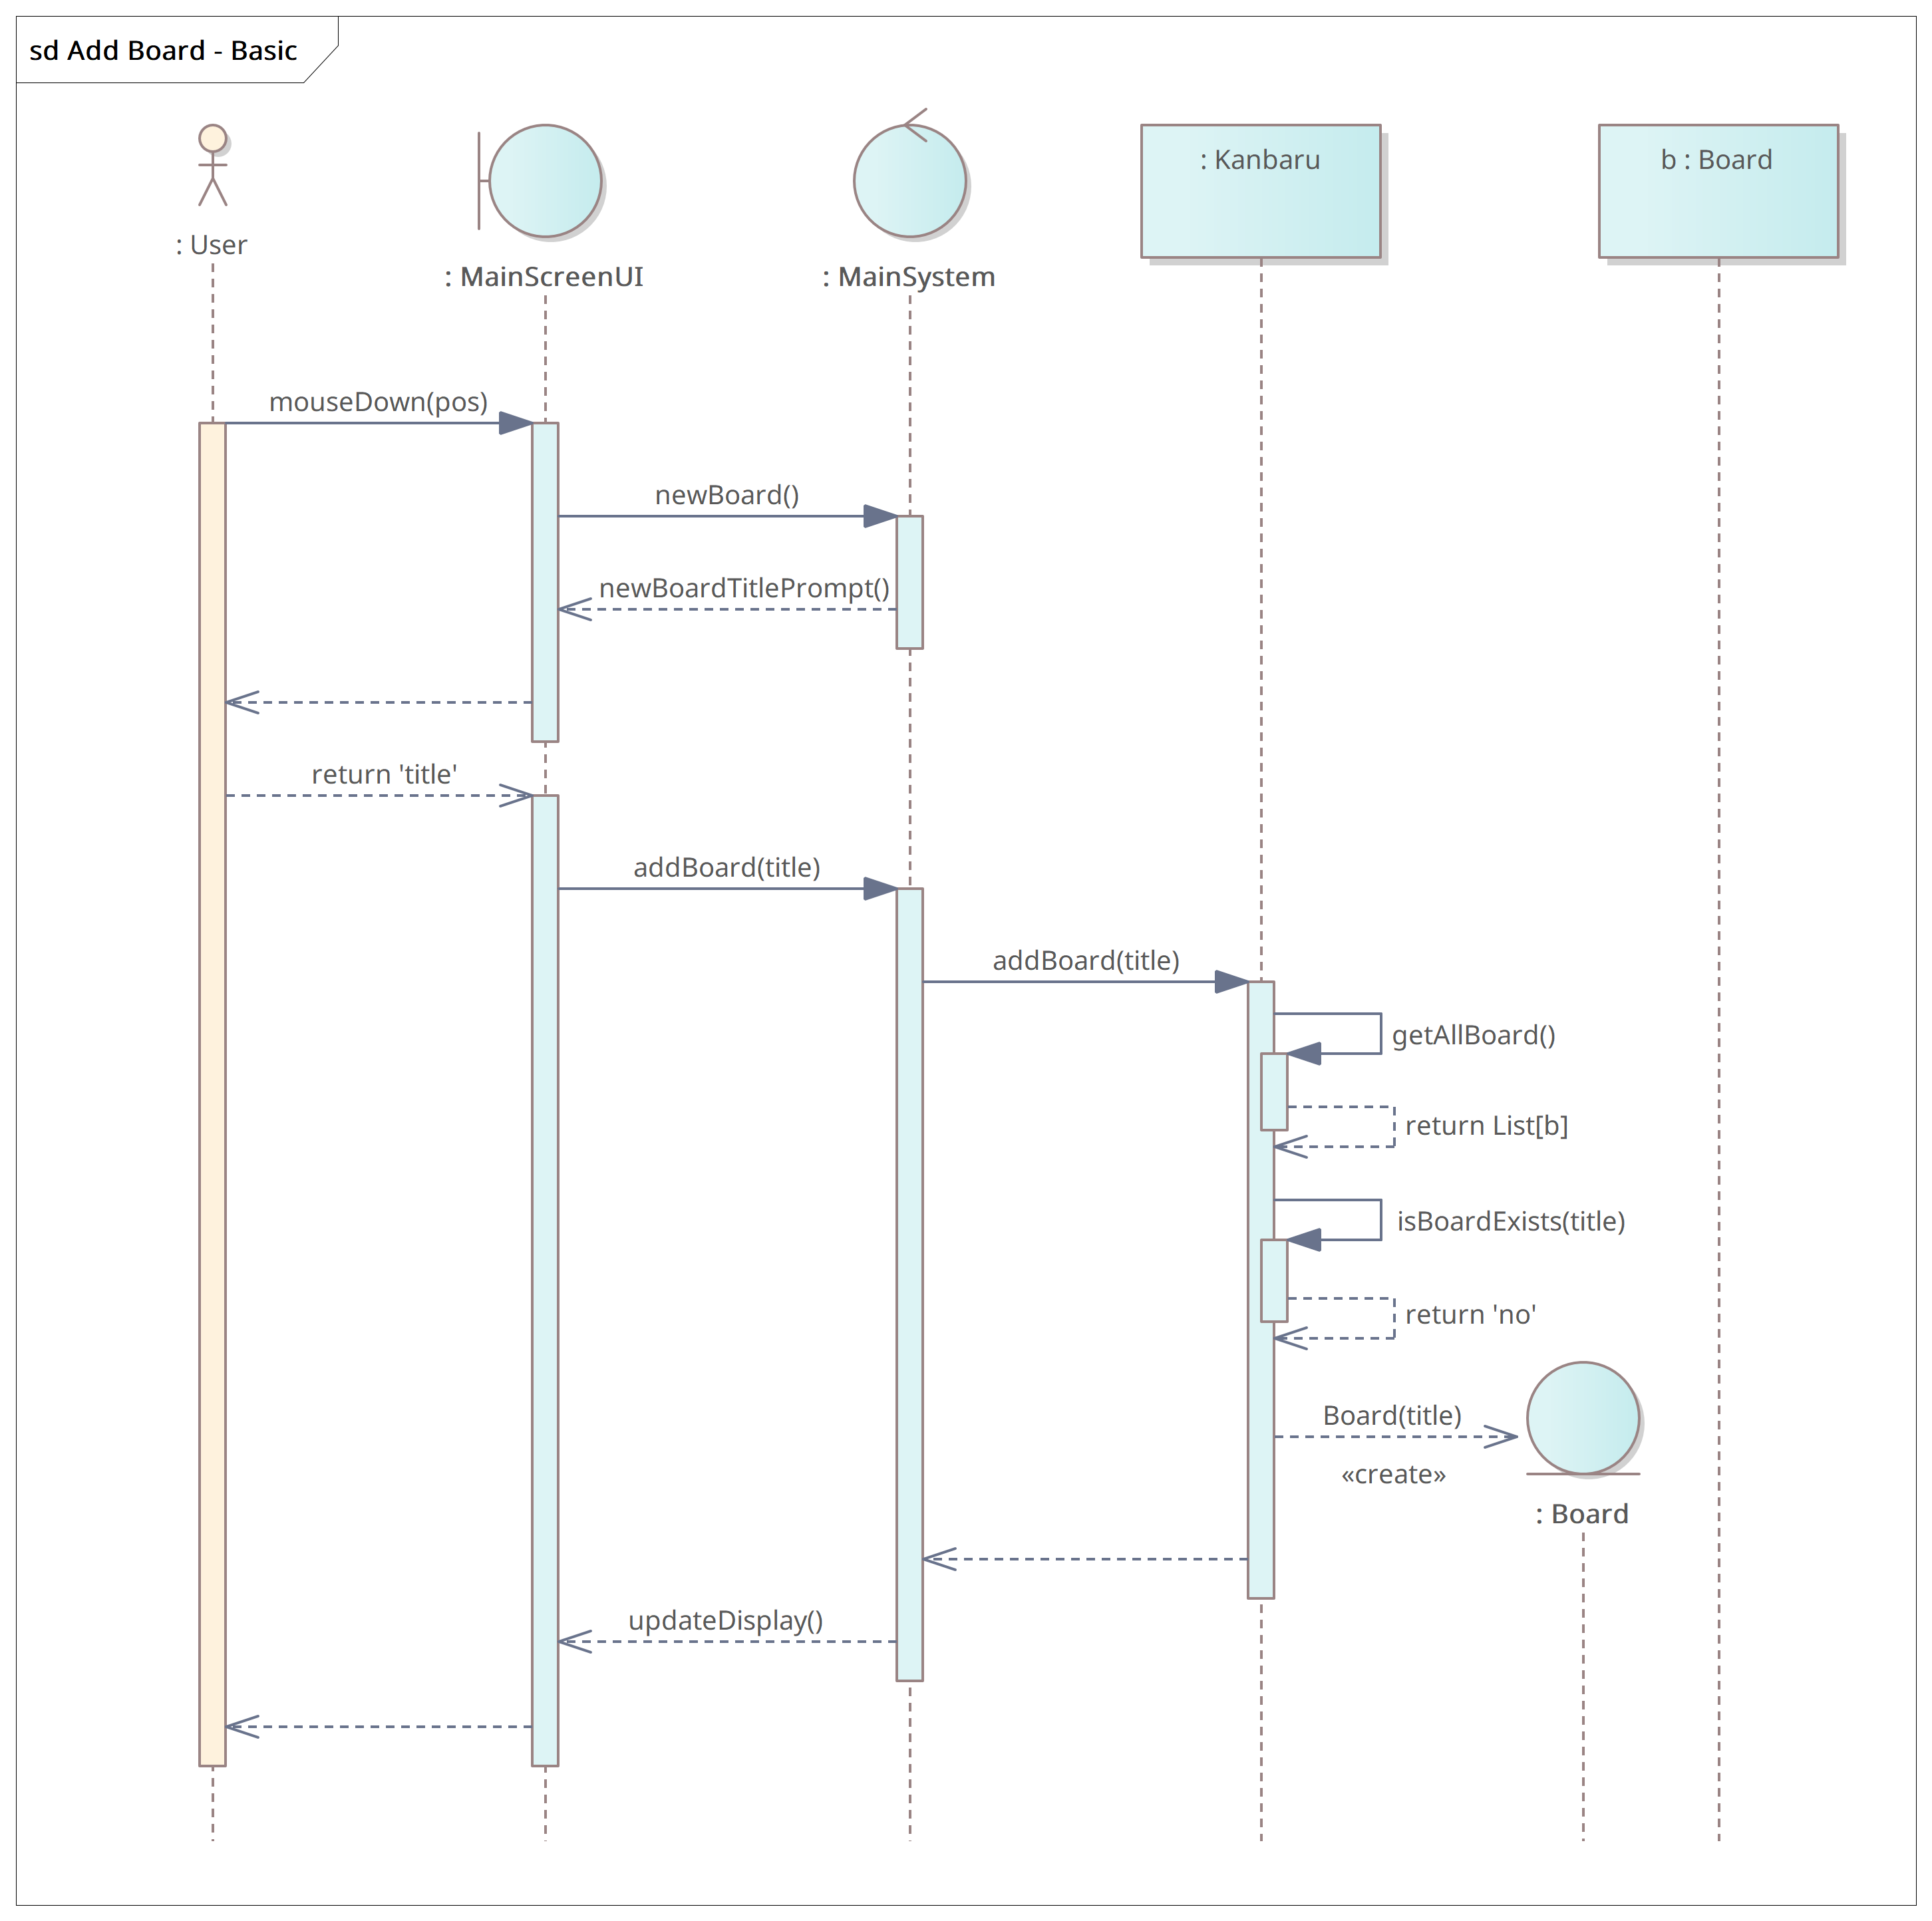 sd Add Board - Basic
: User
: MainScreenUI
: MainSystem
: Kanbaru
b : Board
mouseDown(pos)
newBoard()
newBoardTitlePrompt()
return 'title'
addBoard(title)
addBoard(title)
getAllBoard()
return List[b]
isBoardExists(title)
return 'no'
Board(title)
«create»
: Board
updateDisplay()